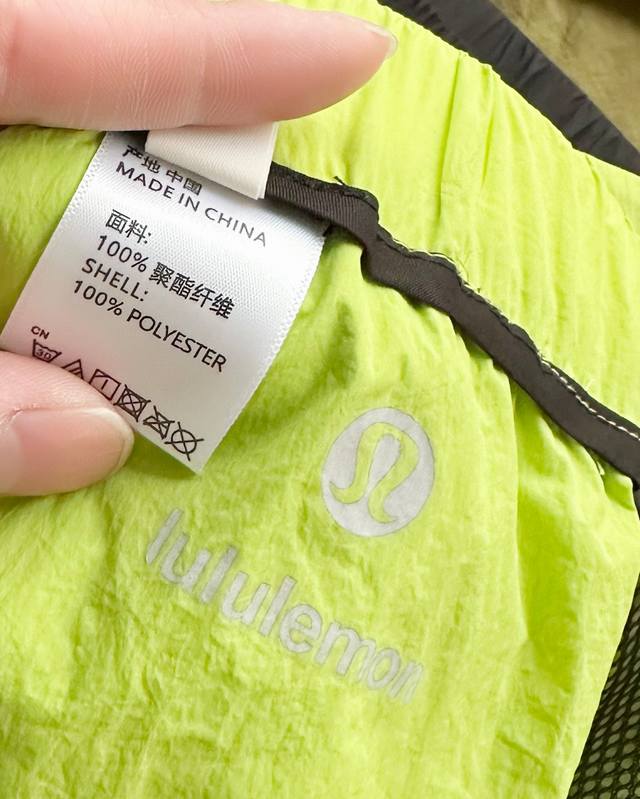 产地 中国
MADE IN CHINA
面料:
100% 聚酯纤维
SHELL:
100% POLYESTER
CN
30
lululemon